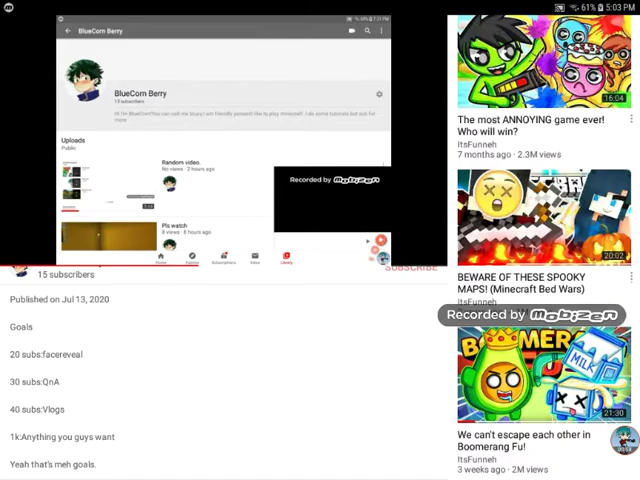 61% 5:03 PM
BlueCorn Berry
BlueCorn Berry
13 subscribers
Uploads
Public
Random video.
No views · 2 hours ago
Recorded by Mobizen
Pls watch
8 views · 8 hours ago
Home
Subscriptions
Inbox
Library
15 subscribers
SUBSCRIBE
Published on Jul 13, 2020
Goals
20 subs:facereveal
30 subs:QnA
40 subs:Vlogs
1k:Anything you guys want
Yeah that's meh goals.
16:04
The most ANNOYING game ever!
Who will win?
ItsFunneh
7 months ago · 2.3M views
20:02
BEWARE OF THESE SPOOKY
MAPS! (Minecraft Bed Wars)
ItsFunneh
Recorded by Mobizen
BOOMERANG
MILK
21:30
We can't escape each other in
Boomerang Fu!
ItsFunneh
3 weeks ago · 2M views